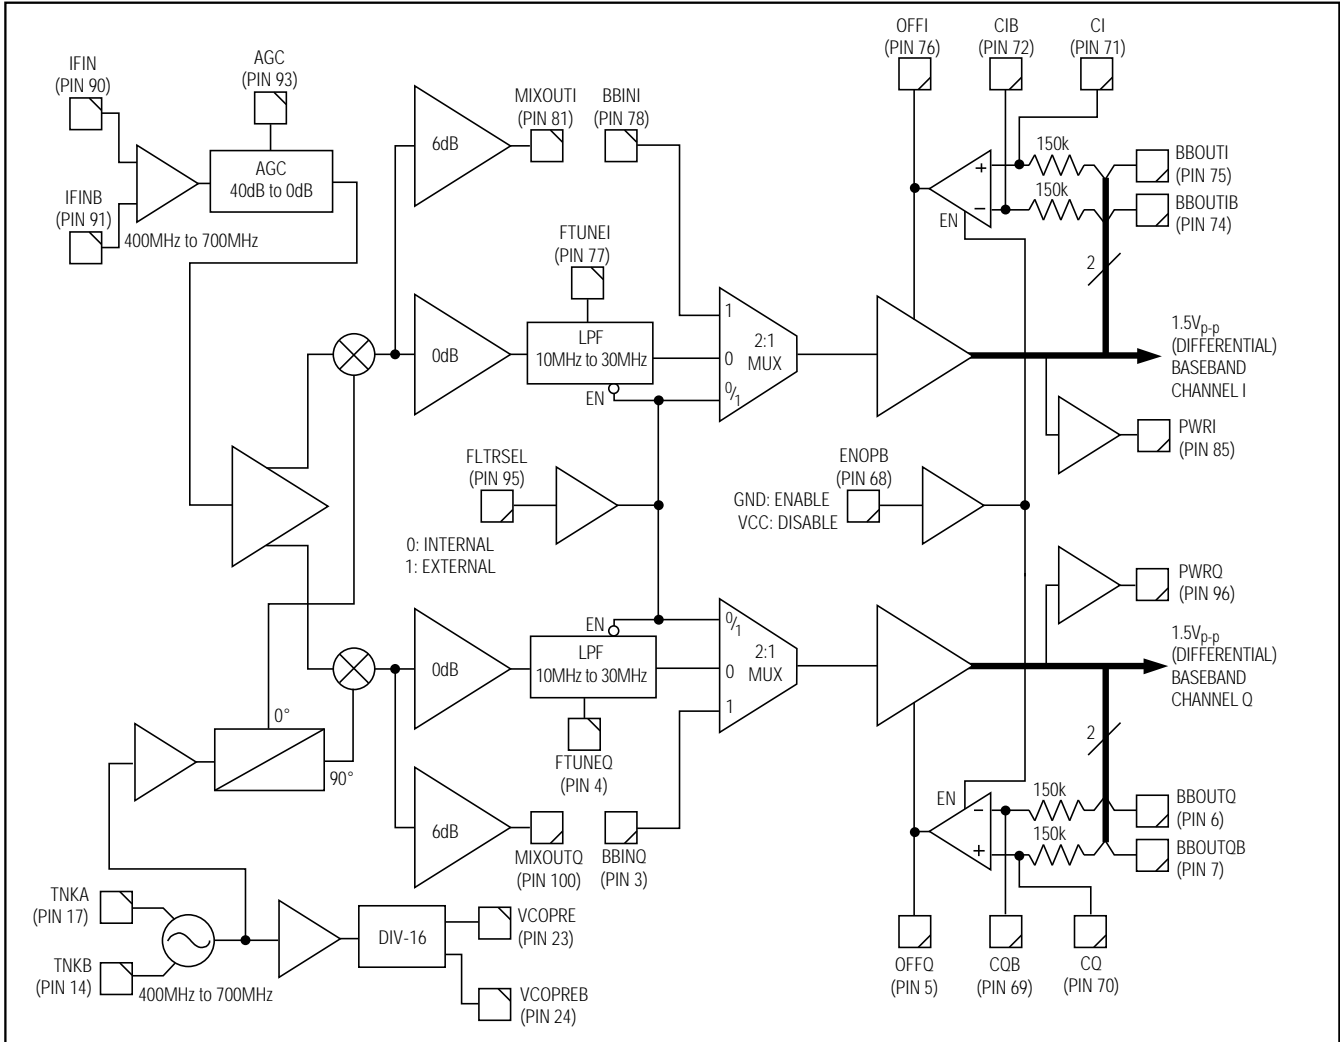 IFIN
(PIN 90)
AGC
(PIN 93)
AGC
40dB to 0dB
IFINB
(PIN 91)
400MHz to 700MHz
6dB
MIXOUTI
(PIN 81)
BBINI
(PIN 78)
FTUNEI
(PIN 77)
0dB
LPF
10MHz to 30MHz
EN
1
0
0/1
2:1
MUX
OFFI
(PIN 76)
CIB
(PIN 72)
CI
(PIN 71)
+
−
EN
150k
150k
BBOUTI
(PIN 75)
BBOUTIB
(PIN 74)
2
1.5Vp-p
(DIFFERENTIAL)
BASEBAND
CHANNEL I
PWRI
(PIN 85)
FLTRSEL
(PIN 95)
0: INTERNAL
1: EXTERNAL
ENOPB
(PIN 68)
GND: ENABLE
VCC: DISABLE
PWRQ
(PIN 96)
0°
90°
0dB
EN
LPF
10MHz to 30MHz
FTUNEQ
(PIN 4)
0/1
0
1
2:1
MUX
1.5Vp-p
(DIFFERENTIAL)
BASEBAND
CHANNEL Q
2
6dB
MIXOUTQ
(PIN 100)
BBINQ
(PIN 3)
EN
−
+
150k
150k
BBOUTQ
(PIN 6)
BBOUTQB
(PIN 7)
OFFQ
(PIN 5)
CQB
(PIN 69)
CQ
(PIN 70)
TNKA
(PIN 17)
TNKB
(PIN 14)
400MHz to 700MHz
DIV-16
VCOPRE
(PIN 23)
VCOPREB
(PIN 24)